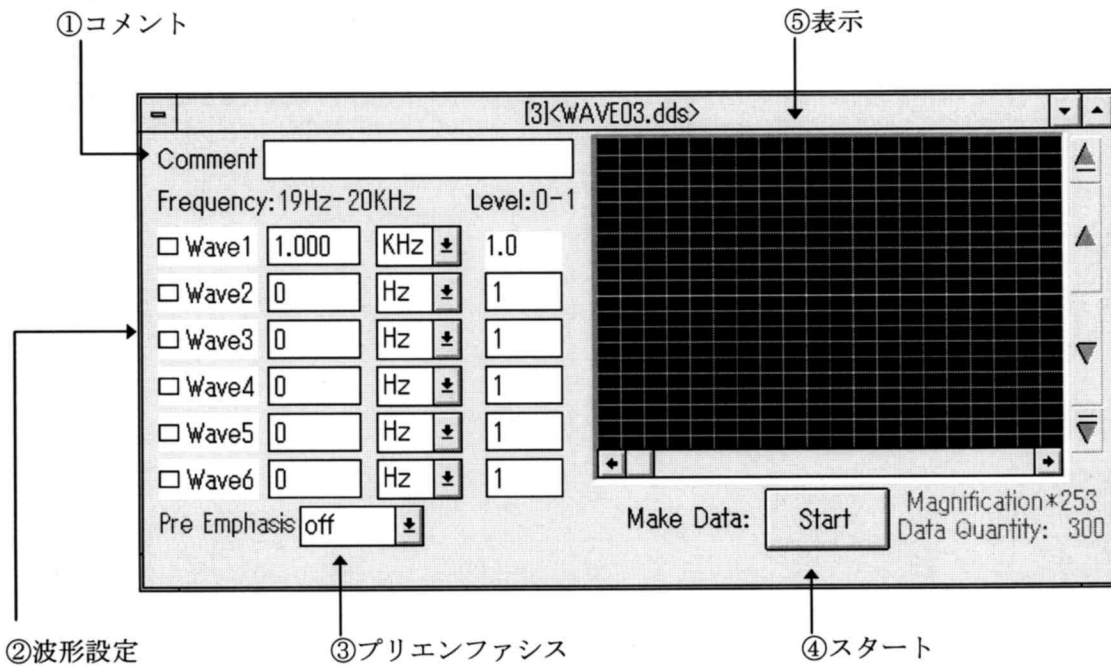 ①コメント
⑤表示
[3]<WAVE03.dds>
Comment
Frequency:19Hz-20KHz Level:0-1
Wave1 1.000 KHz 1.0
Wave2 0 Hz 1
Wave3 0 Hz 1
Wave4 0 Hz 1
Wave5 0 Hz 1
Wave6 0 Hz 1
Pre Emphasis off
Make Data: Start
Magnification*253
Data Quantity: 300
②波形設定
③プリエンファシス
④スタート